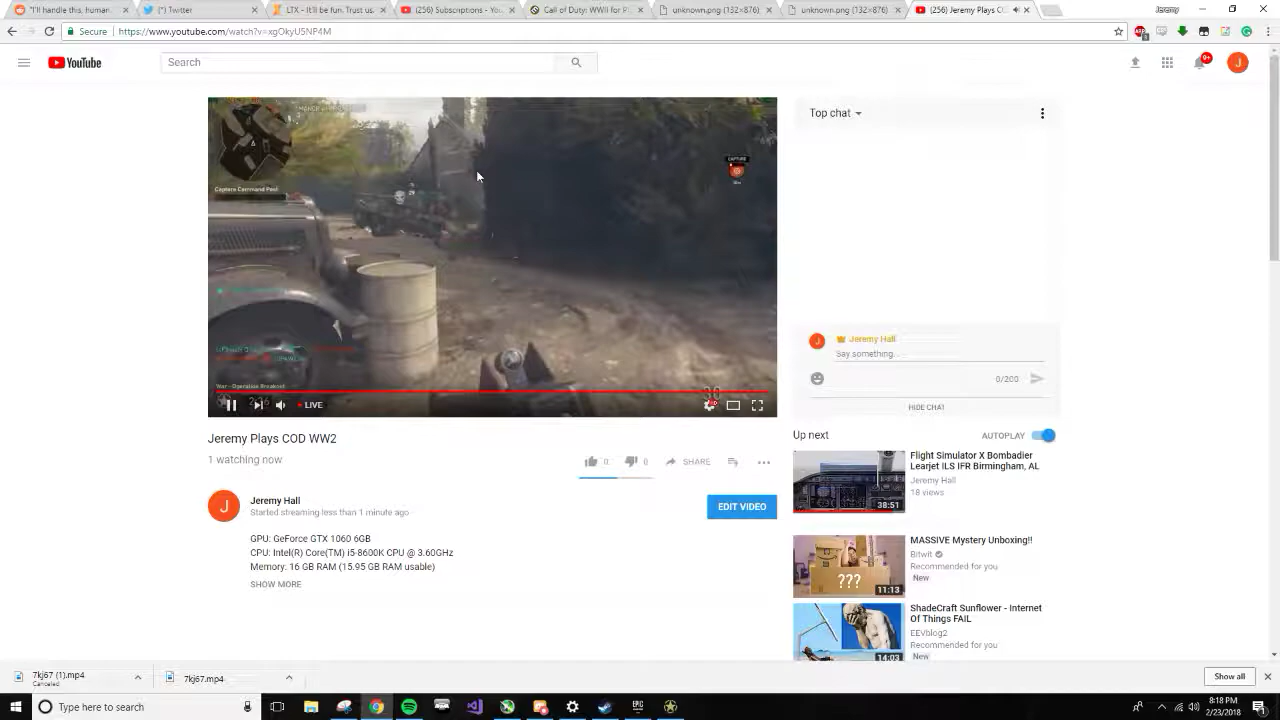 "I'll handle this, human."
(*) Twitter
LTX - It'll be fun. Trust us.
(256) Subscriptions - You
Call of Duty: WWII for P
unknown.png (132×876)
unknown.png (132×876)
(256) Jeremy Plays C
Jeremy
Secure
https://www.youtube.com/watch?v=xgOkyU5NP4M
YouTube
Search
9+
J
Top chat
CAPTURE
Capture Command Post
War - Operation Breakout
30
LIVE
Jeremy Hall
Say something...
0/200
HIDE CHAT
Jeremy Plays COD WW2
1 watching now
0
0
SHARE
Up next
AUTOPLAY
J
Jeremy Hall
Started streaming less than 1 minute ago
EDIT VIDEO
GPU: GeForce GTX 1060 6GB
CPU: Intel(R) Core(TM) i5-8600K CPU @ 3.60GHz
Memory: 16 GB RAM (15.95 GB RAM usable)
SHOW MORE
Flight Simulator X Bombadier
Learjet ILS IFR Birmingham, AL
Jeremy Hall
18 views
38:51
MASSIVE Mystery Unboxing!!
Bitwit
Recommended for you
New
???
11:13
ShadeCraft Sunflower - Internet
Of Things FAIL
EEVblog2
Recommended for you
New
14:03
7kj67 (1).mp4
Canceled
7kj67.mp4
Show all
Type here to search
EPIC
8:18 PM
2/23/2018